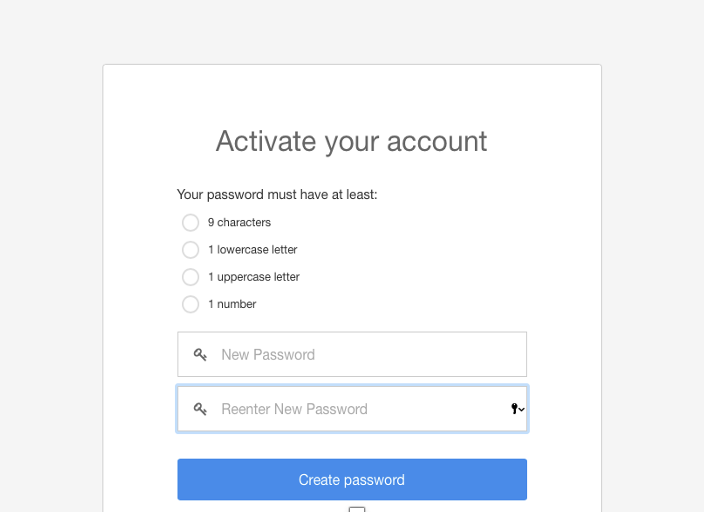 Activate your account
Your password must have at least:
9 characters
1 lowercase letter
1 uppercase letter
1 number
New Password
Reenter New Password
Create password